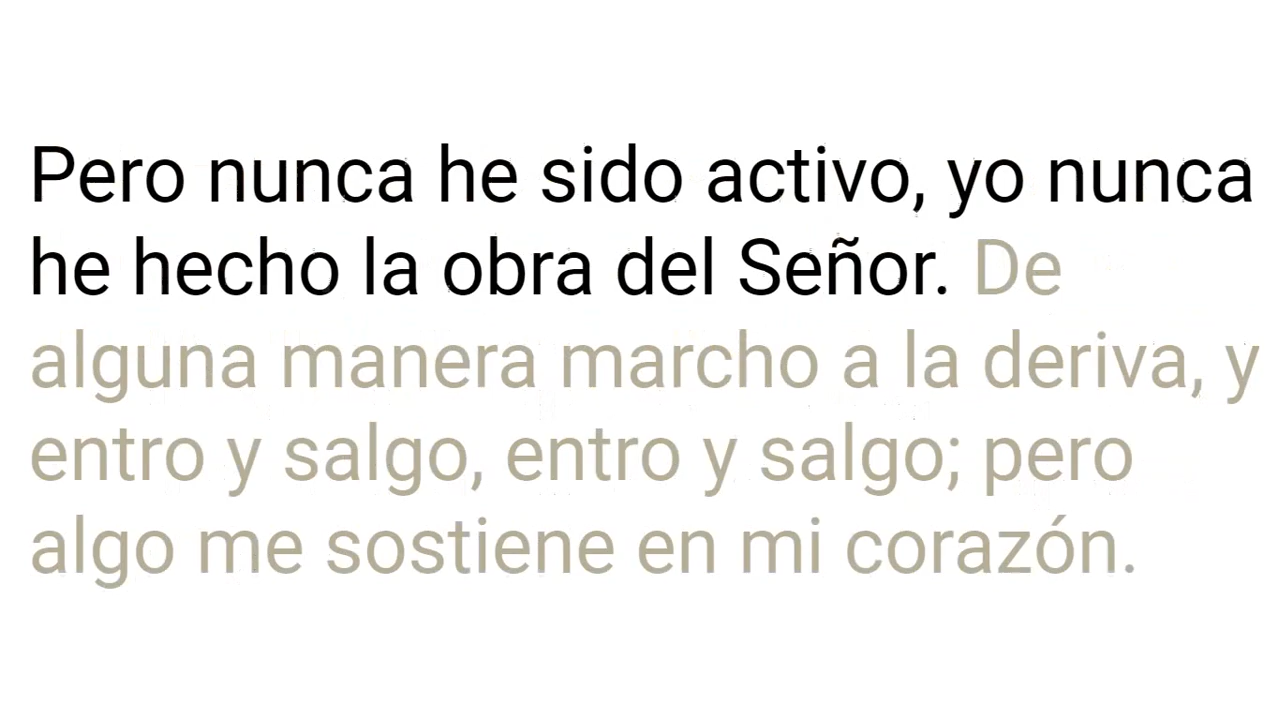 Pero nunca he sido activo, yo nunca
he hecho la obra del Señor. De
alguna manera marcho a la deriva, y
entro y salgo, entro y salgo; pero
algo me sostiene en mi corazón.